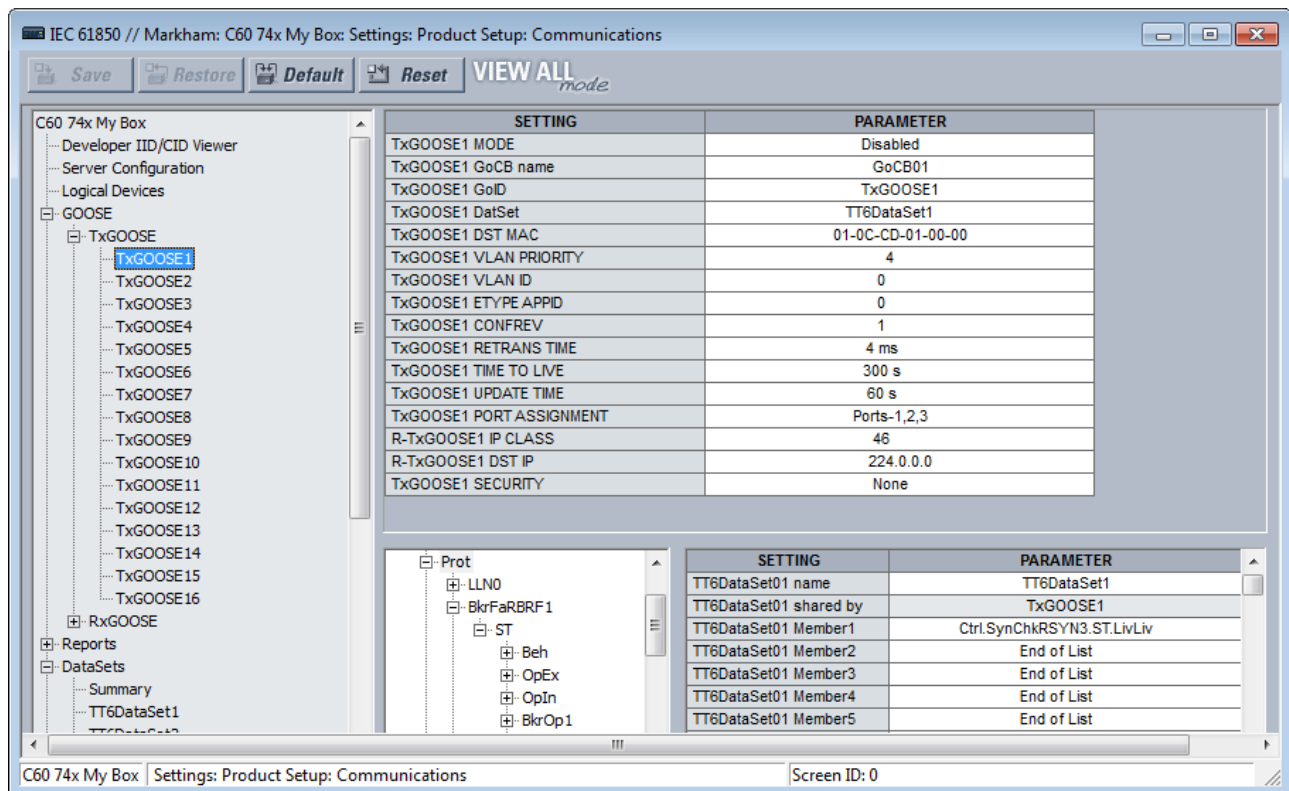 IEC 61850 // Markham: C60 74x My Box: Settings: Product Setup: Communications
Save Restore Default Reset VIEW ALL mode
C60 74x My Box
Developer IID/CID Viewer
Server Configuration
Logical Devices
GOOSE
TxGOOSE
TxGOOSE1
TxGOOSE2
TxGOOSE3
TxGOOSE4
TxGOOSE5
TxGOOSE6
TxGOOSE7
TxGOOSE8
TxGOOSE9
TxGOOSE10
TxGOOSE11
TxGOOSE12
TxGOOSE13
TxGOOSE14
TxGOOSE15
TxGOOSE16
RxGOOSE
Reports
DataSets
Summary
TT6DataSet1
TT6DataSet2
SETTING PARAMETER
TxGOOSE1 MODE Disabled
TxGOOSE1 GoCB name GoCB01
TxGOOSE1 GoID TxGOOSE1
TxGOOSE1 DatSet TT6DataSet1
TxGOOSE1 DST MAC 01-0C-CD-01-00-00
TxGOOSE1 VLAN PRIORITY 4
TxGOOSE1 VLAN ID 0
TxGOOSE1 ETYPE APPID 0
TxGOOSE1 CONFREV 1
TxGOOSE1 RETRANS TIME 4 ms
TxGOOSE1 TIME TO LIVE 300 s
TxGOOSE1 UPDATE TIME 60 s
TxGOOSE1 PORT ASSIGNMENT Ports-1,2,3
R-TxGOOSE1 IP CLASS 46
R-TxGOOSE1 DST IP 224.0.0.0
TxGOOSE1 SECURITY None
Prot
LLN0
BkrFaRBRF1
ST
Beh
OpEx
OpIn
BkrOp1
SETTING PARAMETER
TT6DataSet01 name TT6DataSet1
TT6DataSet01 shared by TxGOOSE1
TT6DataSet01 Member1 Ctrl.SynChkRSYN3.ST.LivLiv
TT6DataSet01 Member2 End of List
TT6DataSet01 Member3 End of List
TT6DataSet01 Member4 End of List
TT6DataSet01 Member5 End of List
C60 74x My Box Settings: Product Setup: Communications Screen ID: 0